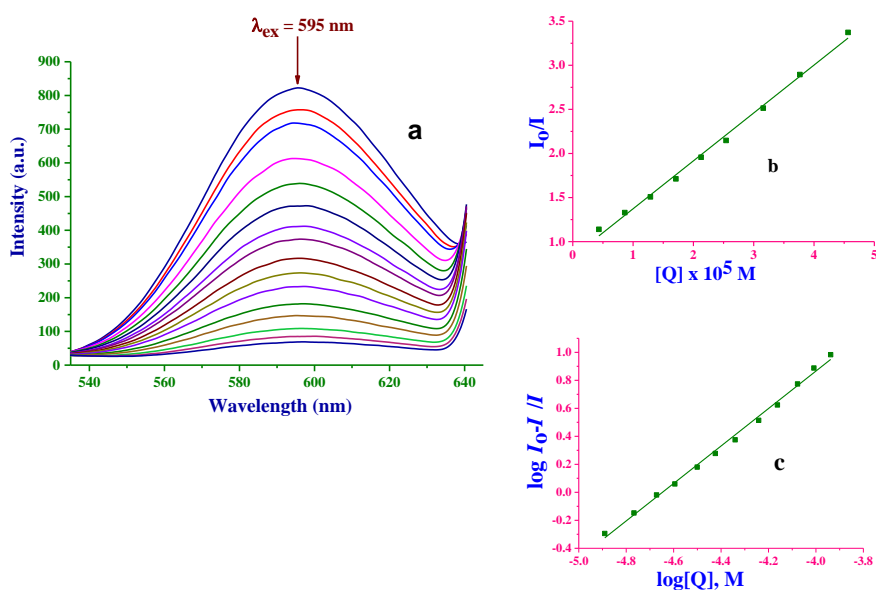 λex = 595 nm
900
800
700
600
500
400
300
200
100
0
Intensity (a.u.)
a
540 560 580 600 620 640
Wavelength (nm)
3.5
3.0
2.5
2.0
1.5
1.0
IO/I
b
0 1 2 3 4 5
[Q] x 10⁵ M
1.0
0.8
0.6
0.4
0.2
0.0
-0.2
-0.4
log IO-I /I
c
-5.0 -4.8 -4.6 -4.4 -4.2 -4.0 -3.8
log[Q], M